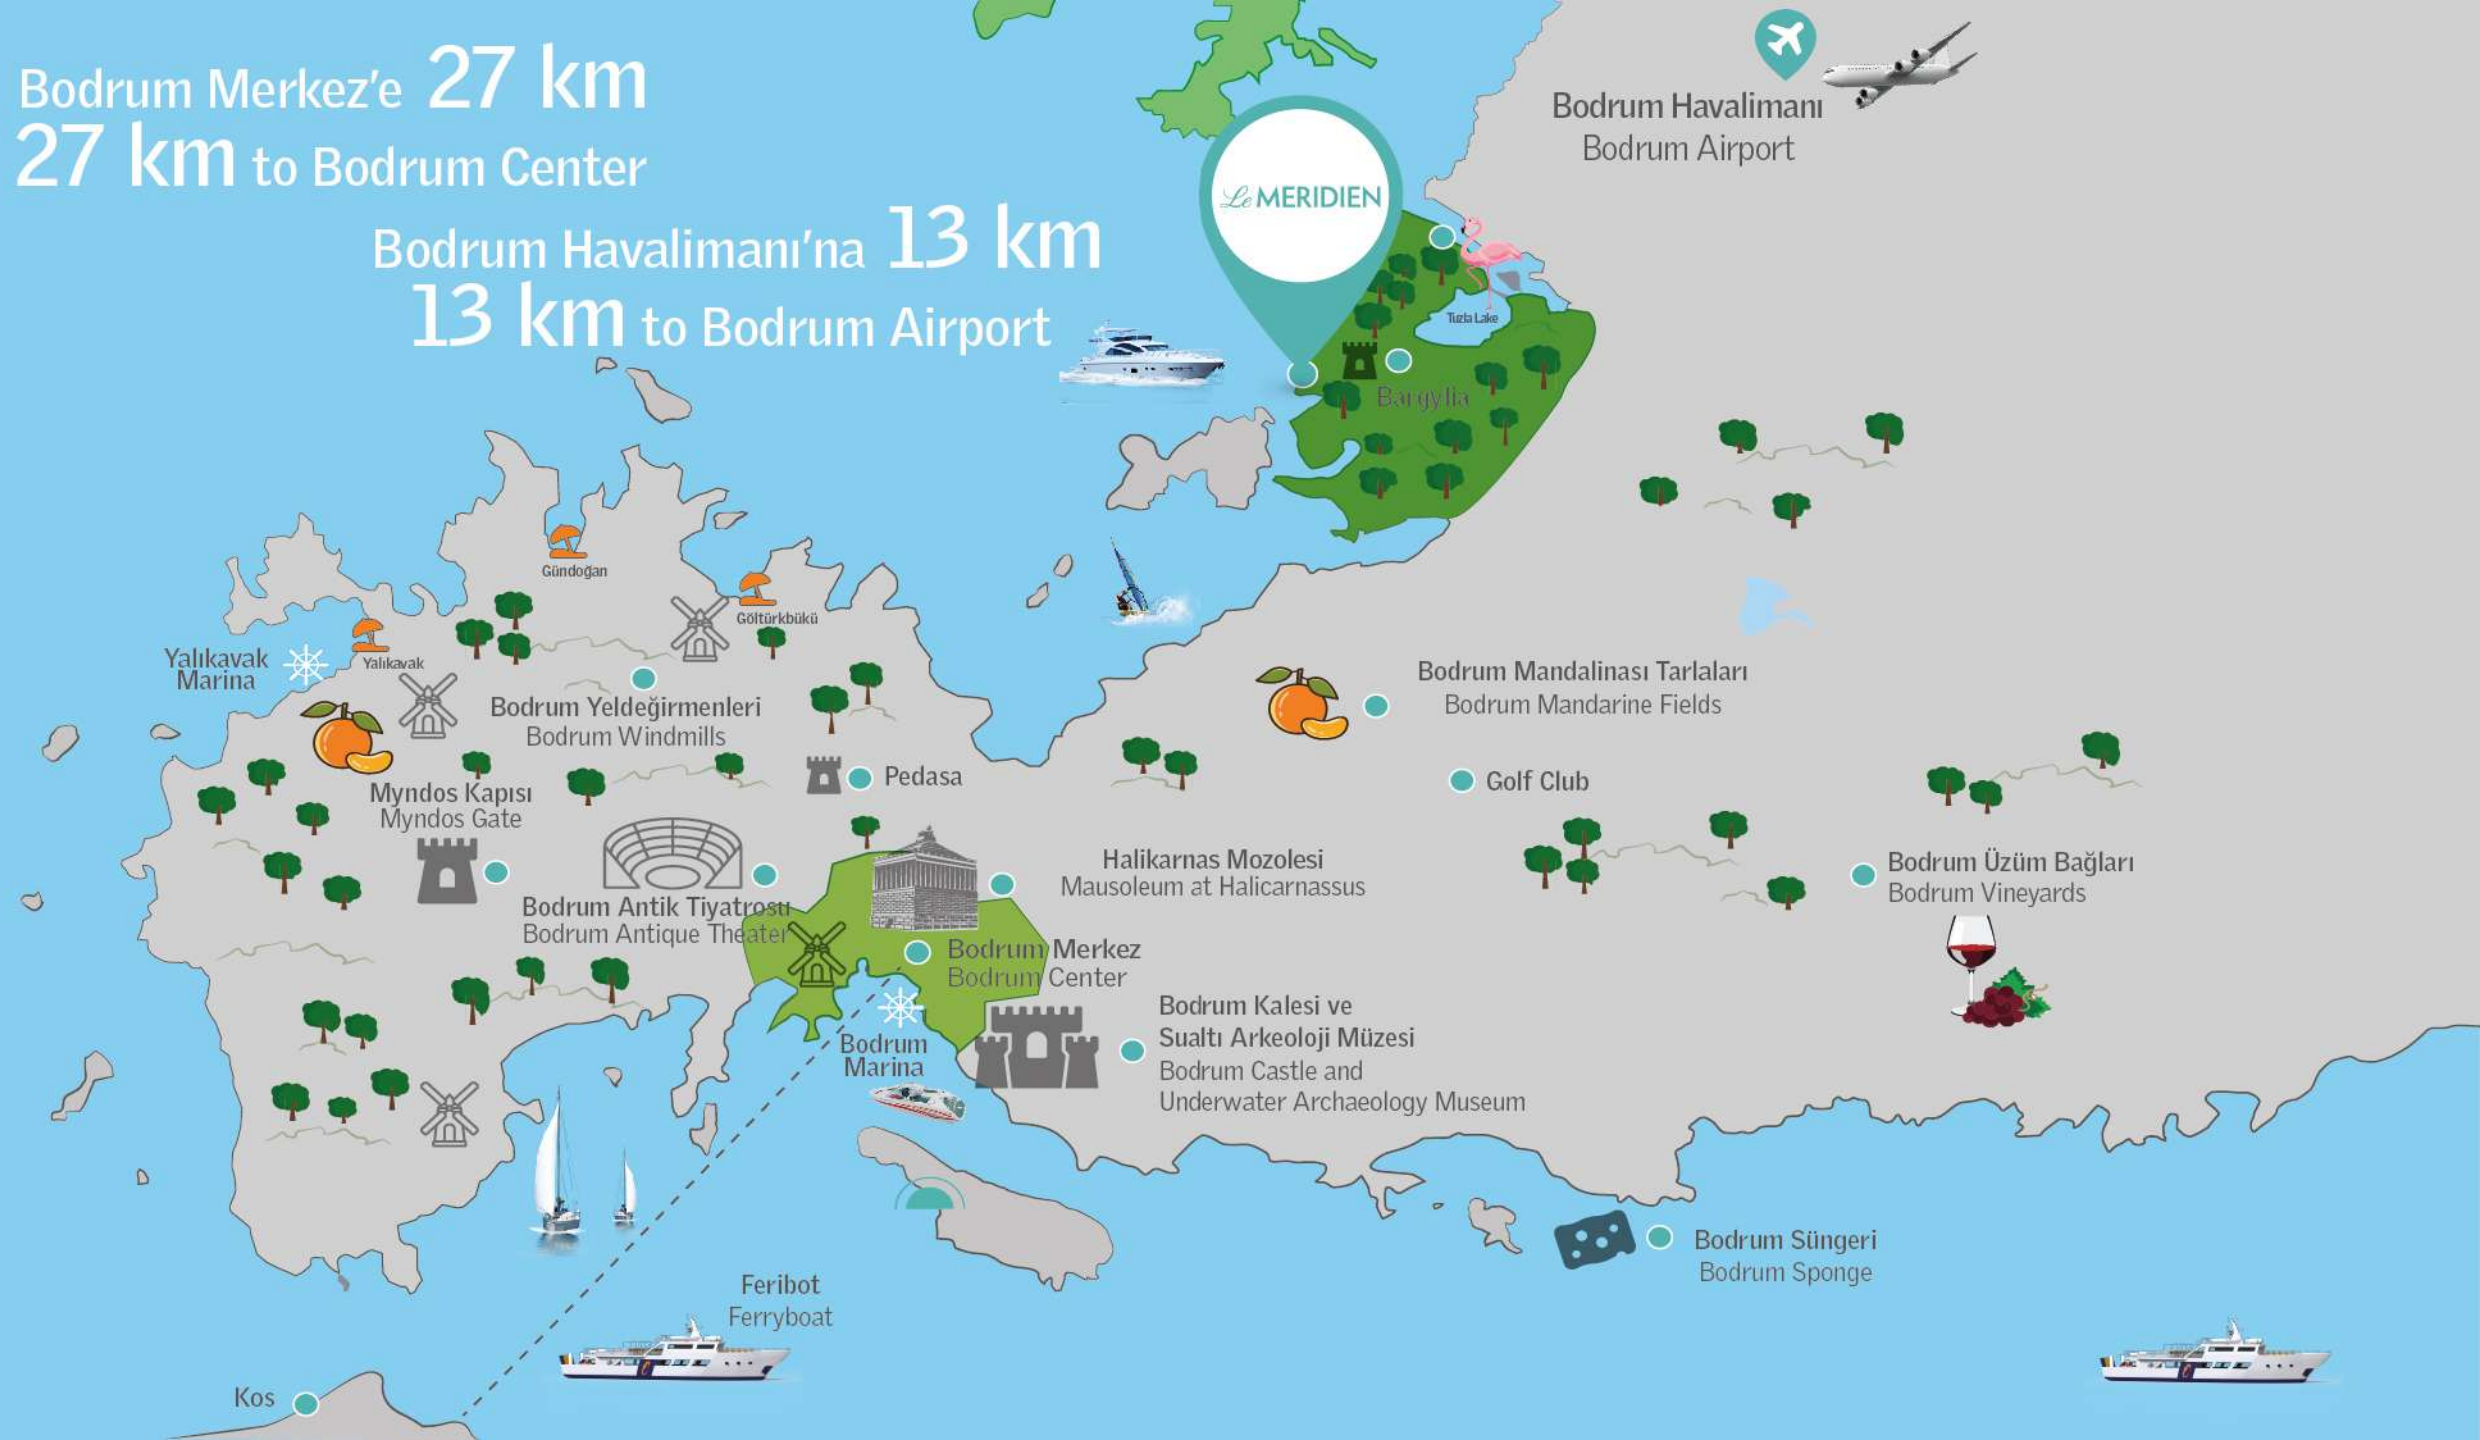 Bodrum Merkez'e 27 km
27 km to Bodrum Center
Bodrum Havalimanı'na 13 km
13 km to Bodrum Airport
Le MERIDIEN
Bodrum Havalimanı
Bodrum Airport
Tuzla Lake
Bargylia
Gündoğan
Göltürkbükü
Yalıkavak
Marina
Yalıkavak
Bodrum Yeldeğirmenleri
Bodrum Windmills
Bodrum Mandalinası Tarlaları
Bodrum Mandarine Fields
Pedasa
Golf Club
Myndos Kapısı
Myndos Gate
Halikarnas Mozolesi
Mausoleum at Halicarnassus
Bodrum Üzüm Bağları
Bodrum Vineyards
Bodrum Antik Tiyatrosu
Bodrum Antique Theater
Bodrum Merkez
Bodrum Center
Bodrum Kalesi ve
Sualtı Arkeoloji Müzesi
Bodrum Castle and
Underwater Archaeology Museum
Bodrum
Marina
Bodrum Süngeri
Bodrum Sponge
Feribot
Ferryboat
Kos